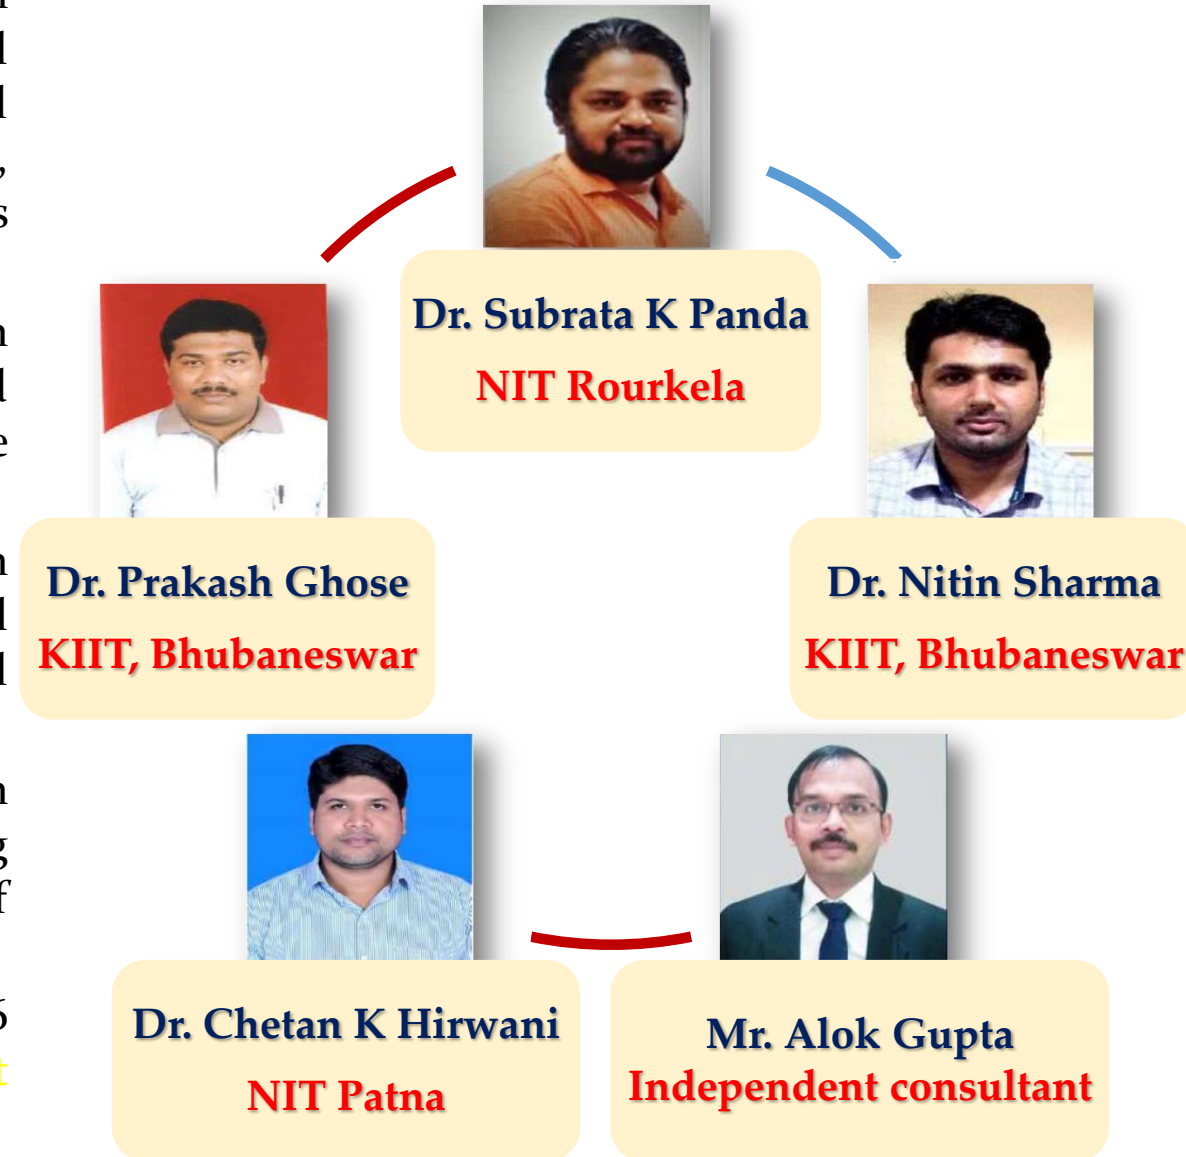 Dr. Subrata K Panda
NIT Rourkela
Dr. Prakash Ghose
KIIT, Bhubaneswar
Dr. Nitin Sharma
KIIT, Bhubaneswar
Dr. Chetan K Hirwani
NIT Patna
Mr. Alok Gupta
Independent consultant